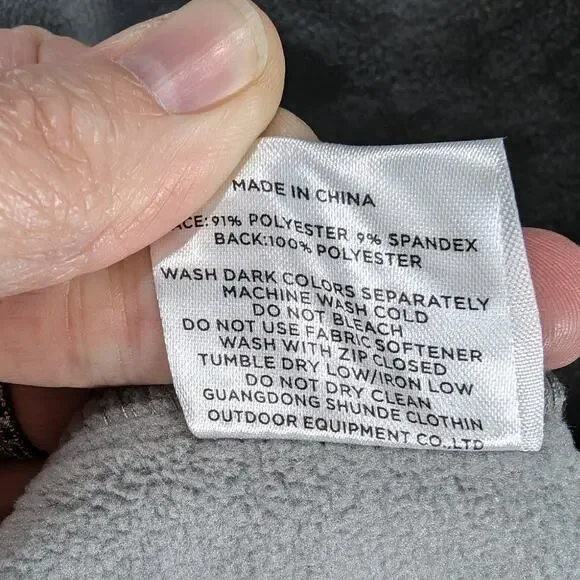 MADE IN CHINA
ACE: 91% POLYESTER 9% SPANDEX
BACK:100% POLYESTER
WASH DARK COLORS SEPARATELY
MACHINE WASH COLD
DO NOT BLEACH
DO NOT USE FABRIC SOFTENER
WASH WITH ZIP CLOSED
TUMBLE DRY LOW/IRON LOW
DO NOT DRY CLEAN
GUANGDONG SHUNDE CLOTHIN
OUTDOOR EQUIPMENT CO.,LTD